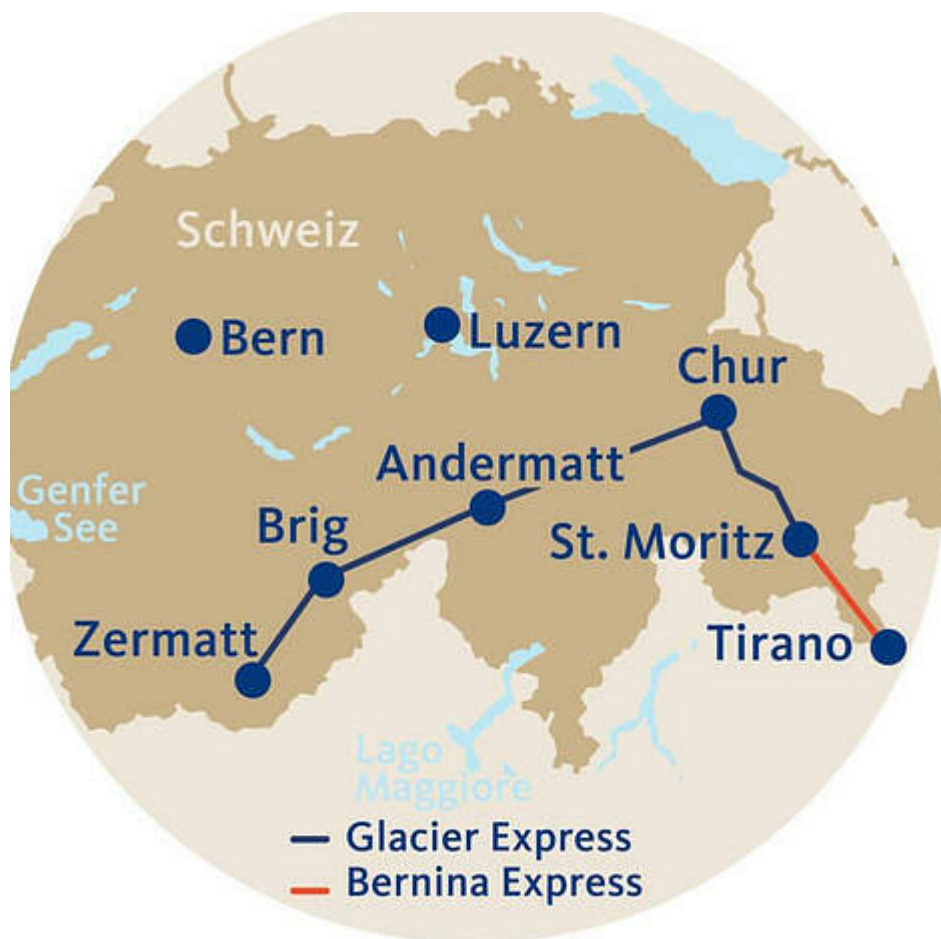 Schweiz
Bern
Luzern
Chur
Andermatt
Genfer
See
Brig
St. Moritz
Zermatt
Tirano
Lago
Maggiore
Glacier Express
Bernina Express